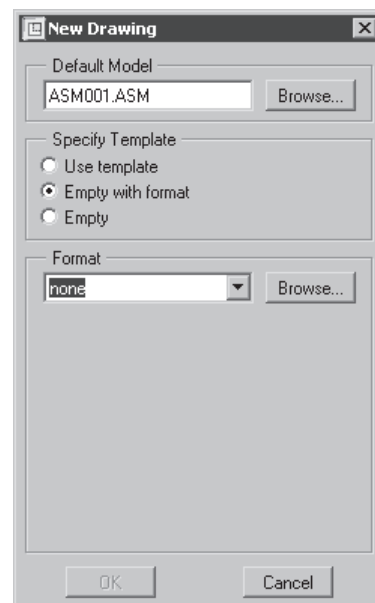 New Drawing
Default Model
ASM001.ASM Browse...
Specify Template
Use template
Empty with format
Empty
Format
none Browse...
OK Cancel